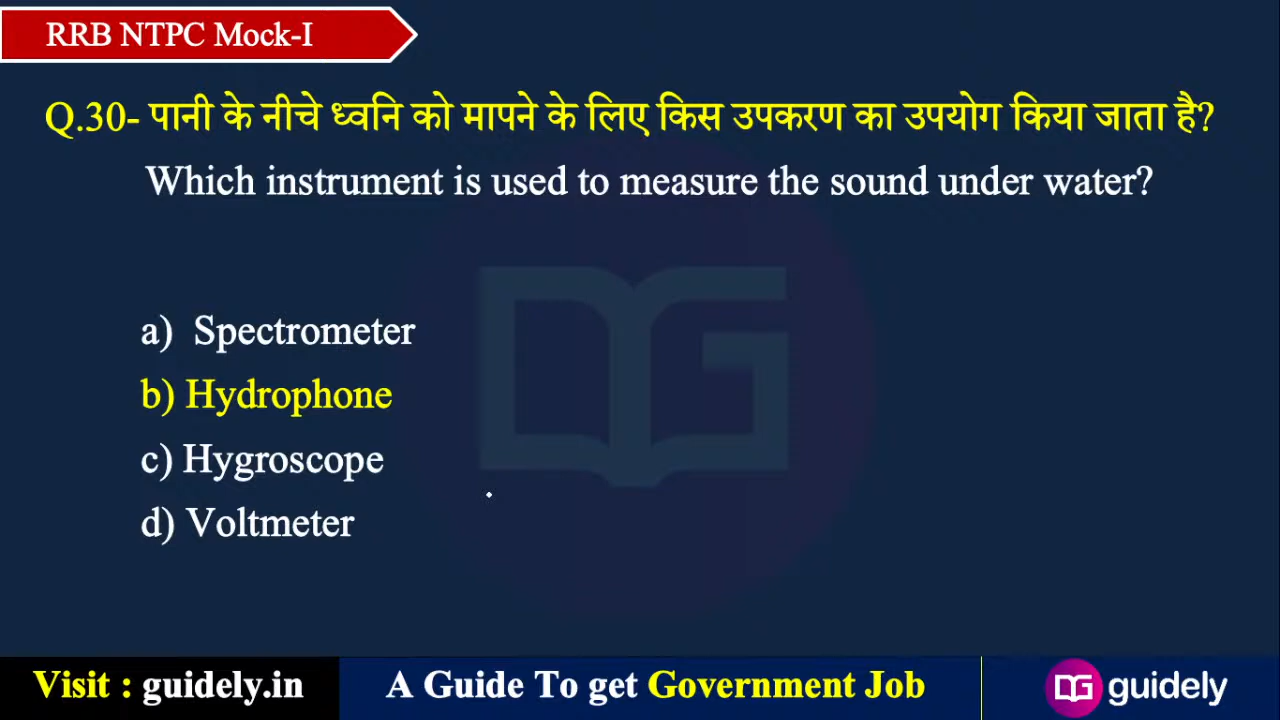 RRB NTPC Mock-I
Q.30- पानी के नीचे ध्वनि को मापने के लिए किस उपकरण का उपयोग किया जाता है?
Which instrument is used to measure the sound under water?
a) Spectrometer
b) Hydrophone
c) Hygroscope
d) Voltmeter
Visit : guidely.in
A Guide To get Government Job
guidely